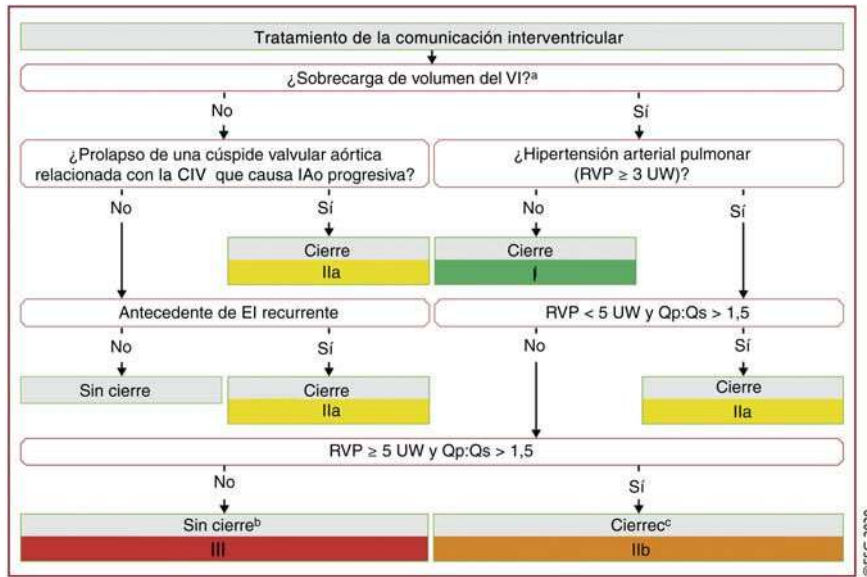 Tratamiento de la comunicación interventricular
¿Sobrecarga de volumen del VI?ᵃ
No
Sí
¿Prolapso de una cúspide valvular aórtica
relacionada con la CIV que causa IAo progresiva?
¿Hipertensión arterial pulmonar
(RVP ≥ 3 UW)?
No
Sí
No
Sí
Cierre
IIa
Cierre
I
Antecedente de EI recurrente
RVP < 5 UW y Qp:Qs > 1,5
No
Sí
No
Sí
Sin cierre
Cierre
IIa
Cierre
IIa
RVP ≥ 5 UW y Qp:Qs > 1,5
No
Sí
Sin cierreᵇ
III
Cierrecᶜ
IIb
© ESC 2020